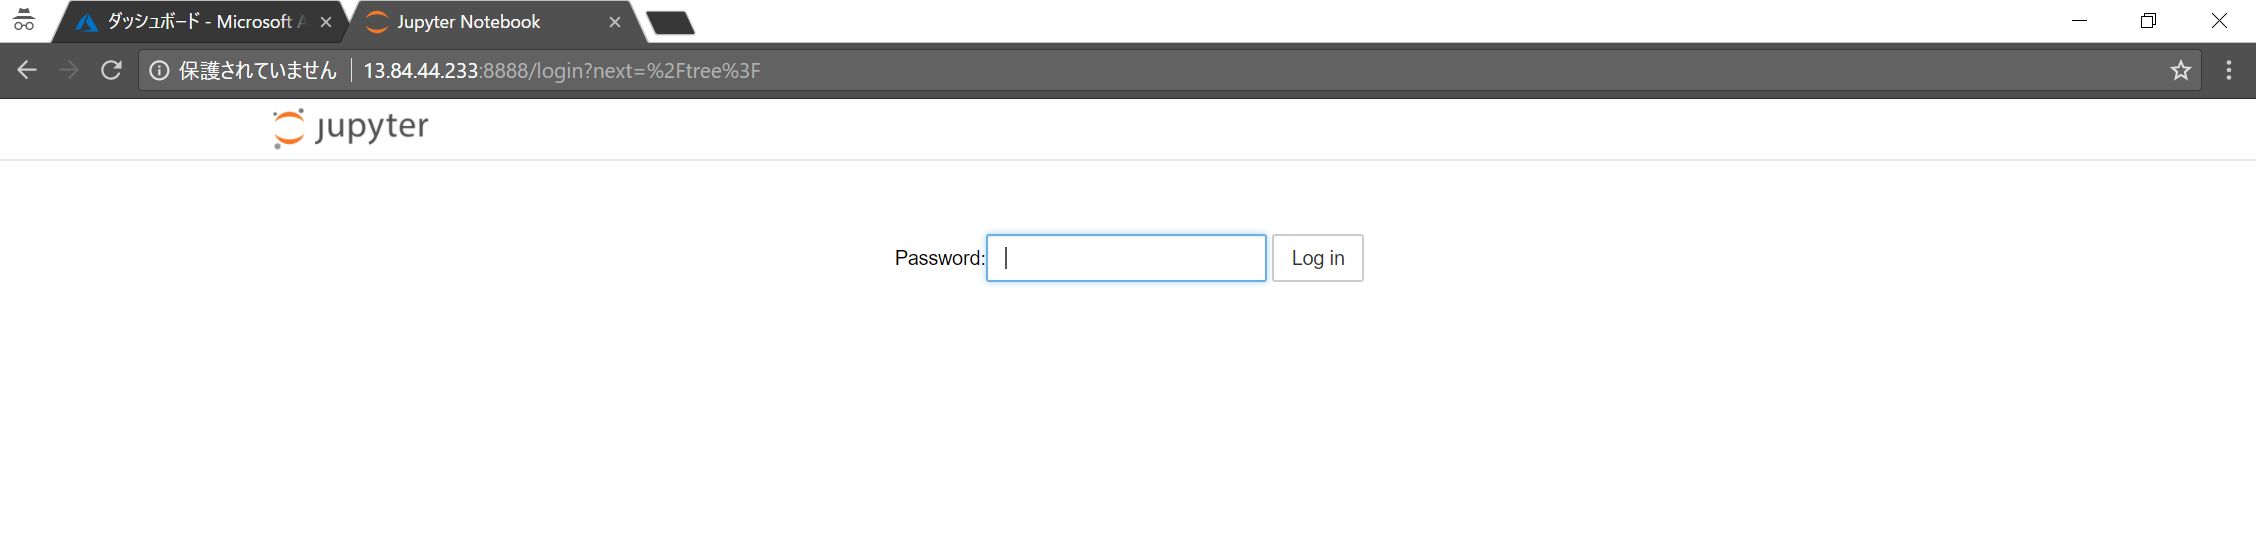 ダッシュボード - Microsoft A
Jupyter Notebook
保護されていません 13.84.44.233:8888/login?next=%2Ftree%3F
jupyter
Password: Log in